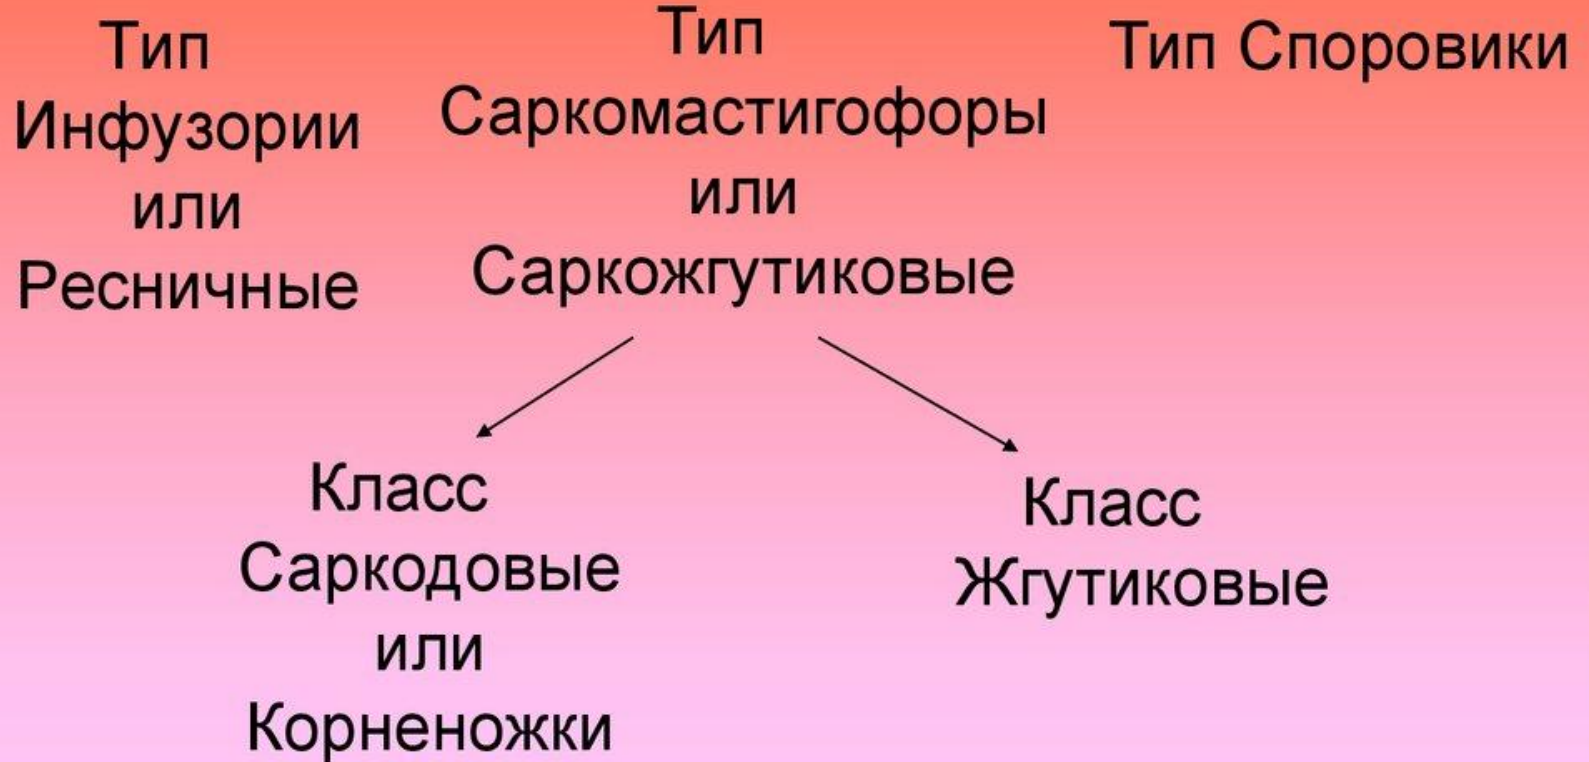 Тип
Инфузории
или
Ресничные
Тип
Саркомастигофоры
или
Саркожгутиковые
Тип Споровики
Класс
Саркодовые
или
Корненожки
Класс
Жгутиковые